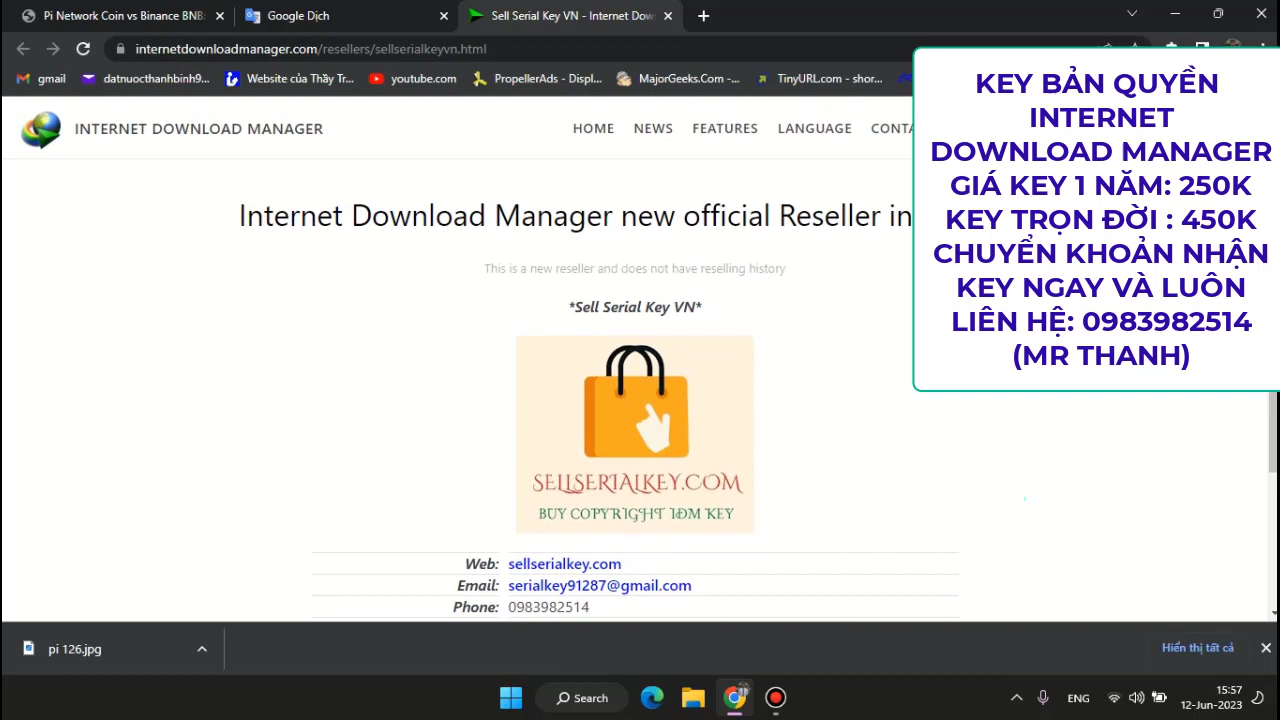 Pi Network Coin vs Binance BNB:
Google Dịch
Sell Serial Key VN - Internet Dow
internetdownloadmanager.com/resellers/sellserialkeyvn.html
gmail
datnuocthanhbinh9...
Website của Thầy Tr...
youtube.com
PropellerAds - Displ...
MajorGeeks.Com -...
TinyURL.com - shor...
INTERNET DOWNLOAD MANAGER
HOME NEWS FEATURES LANGUAGE CONTA
Internet Download Manager new official Reseller in
This is a new reseller and does not have reselling history
*Sell Serial Key VN*
SELLSERIALKEY.COM
BUY COPYRIGHT IDM KEY
Web: sellserialkey.com
Email: serialkey91287@gmail.com
Phone: 0983982514
KEY BẢN QUYỀN
INTERNET
DOWNLOAD MANAGER
GIÁ KEY 1 NĂM: 250K
KEY TRỌN ĐỜI : 450K
CHUYỂN KHOẢN NHẬN
KEY NGAY VÀ LUÔN
LIÊN HỆ: 0983982514
(MR THANH)
pi 126.jpg
Hiển thị tất cả
Search
ENG
15:57
12-Jun-2023